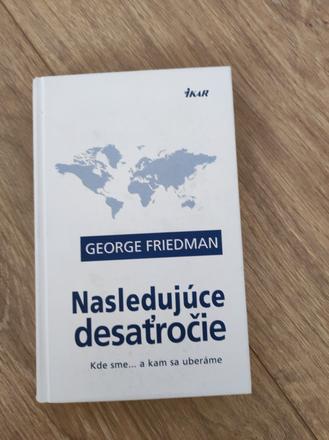 iKAR
GEORGE FRIEDMAN
Nasledujúce
desaťročie
Kde sme... a kam sa uberáme